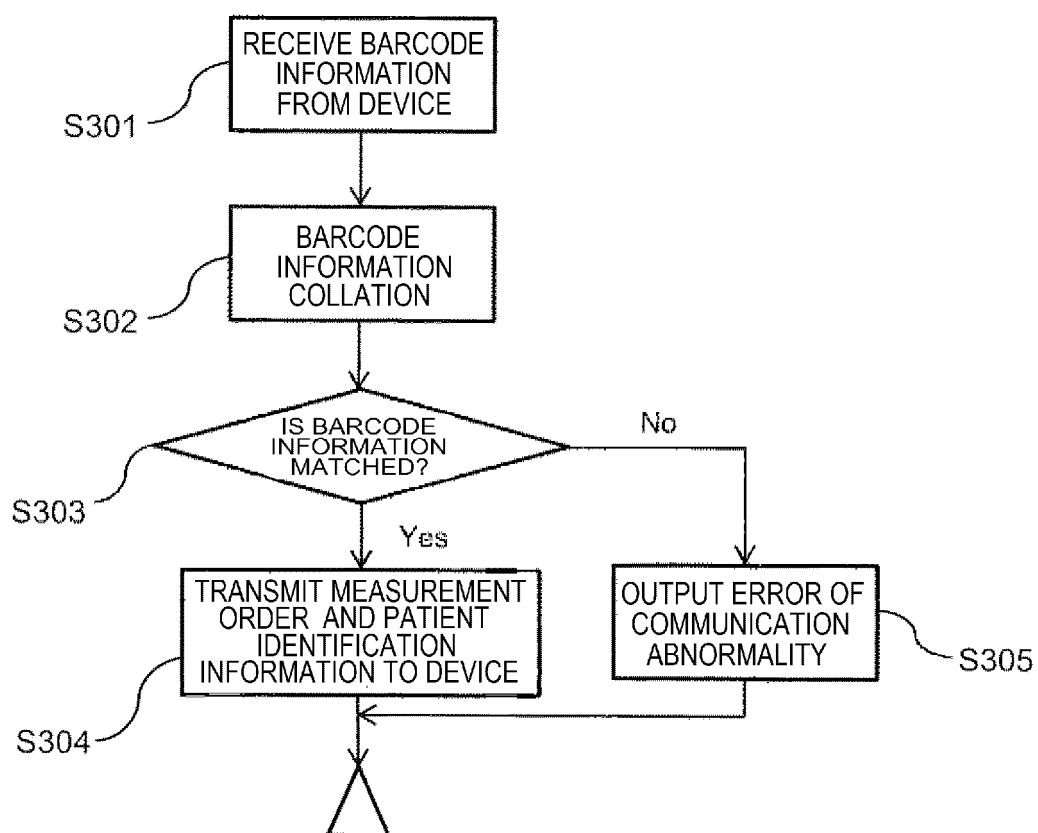 RECEIVE BARCODE
INFORMATION
FROM DEVICE
S301
BARCODE
INFORMATION
COLLATION
S302
IS BARCODE
INFORMATION
MATCHED?
No
S303
Yes
TRANSMIT MEASUREMENT
ORDER AND PATIENT
IDENTIFICATION
INFORMATION TO DEVICE
S304
OUTPUT ERROR OF
COMMUNICATION
ABNORMALITY
S305